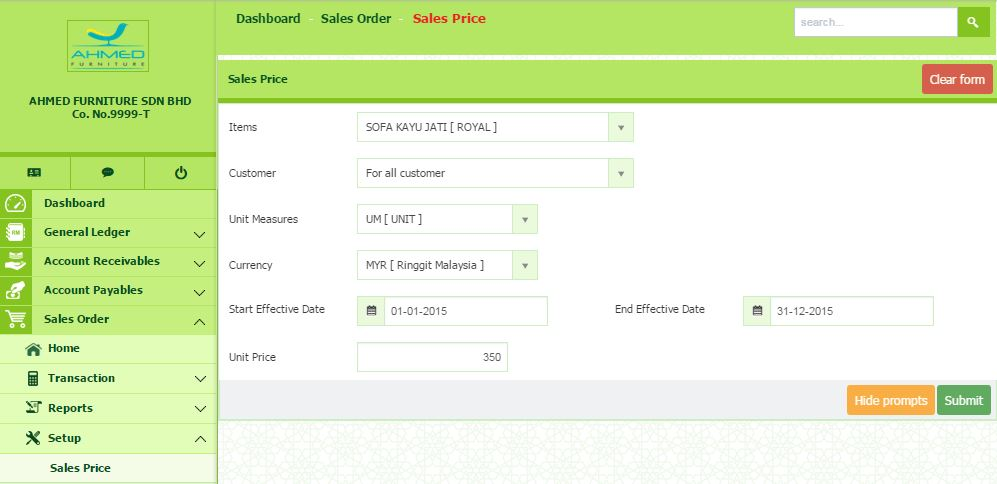 AHMED
FURNITURE
AHMED FURNITURE SDN BHD
Co. No.9999-T
Dashboard
General Ledger
Account Receivables
Account Payables
Sales Order
Home
Transaction
Reports
Setup
Sales Price
Dashboard - Sales Order - Sales Price
search...
Sales Price
Clear form
Items SOFA KAYU JATI [ ROYAL ]
Customer For all customer
Unit Measures UM [ UNIT ]
Currency MYR [ Ringgit Malaysia ]
Start Effective Date 01-01-2015 End Effective Date 31-12-2015
Unit Price 350
Hide prompts Submit